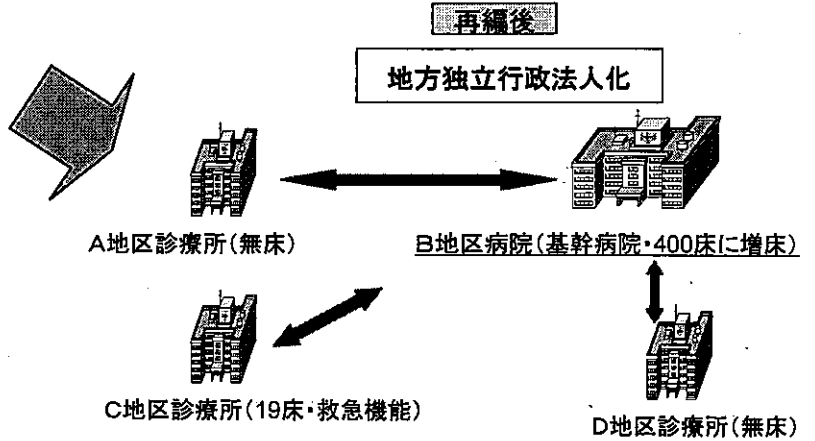 再編後
地方独立行政法人化
A地区診療所(無床)
B地区病院(基幹病院・400床に増床)
C地区診療所(19床・救急機能)
D地区診療所(無床)